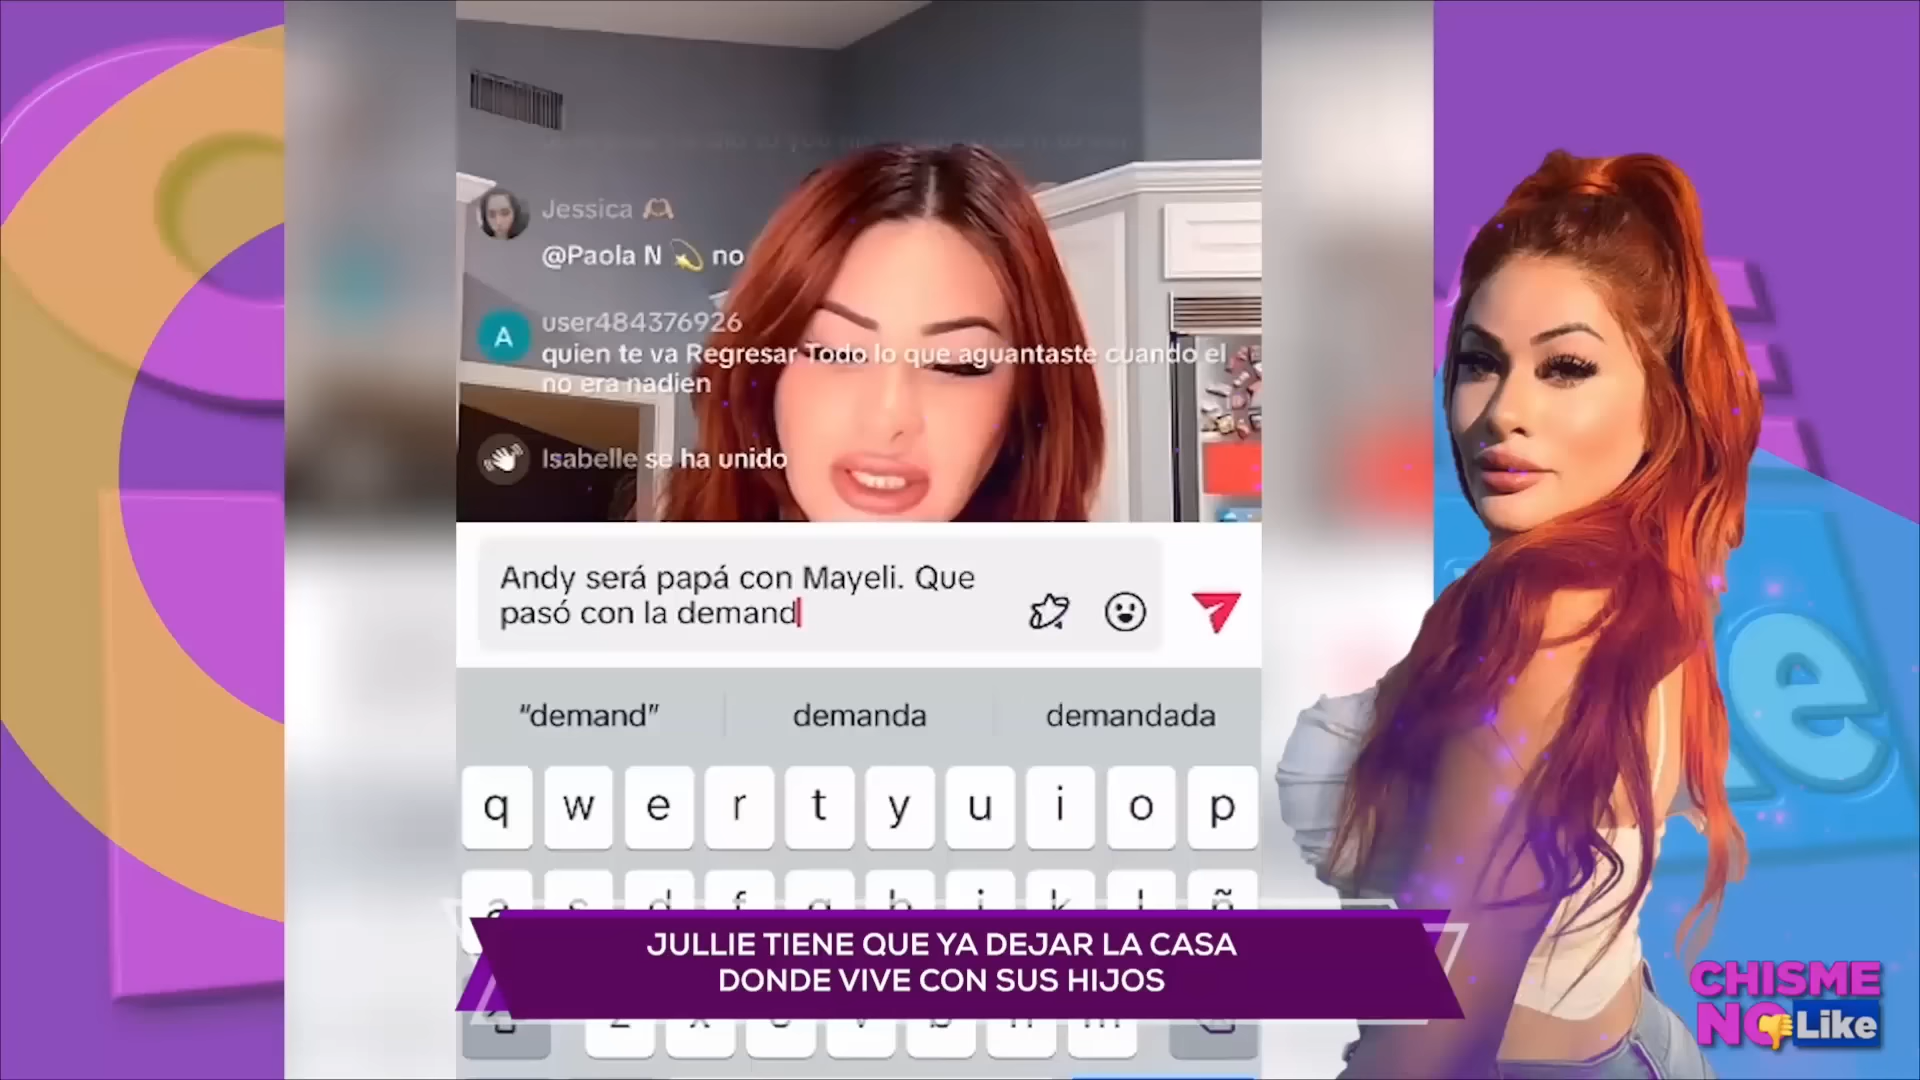 Jessica 🫶
@Paola N 💫 no
A
user484376926
quien te va Regresar Todo lo que aguantaste cuando el
no era nadien
Isabelle se ha unido
Andy será papá con Mayeli. Que
pasó con la demand
"demand" demanda demandada
q w e r t y u i o p
a s d f g h j k l ñ
JULLIE TIENE QUE YA DEJAR LA CASA
DONDE VIVE CON SUS HIJOS
z x c v b n m
CHISME
NO Like